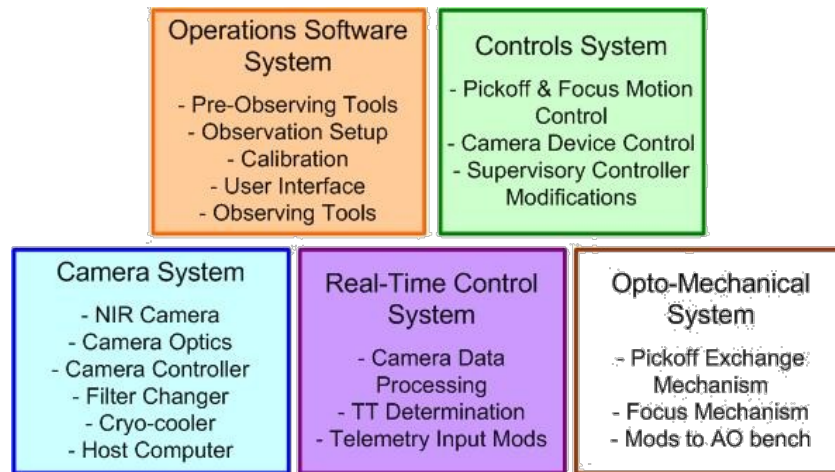 Operations Software
System
- Pre-Observing Tools
- Observation Setup
- Calibration
- User Interface
- Observing Tools
Controls System
- Pickoff & Focus Motion
Control
- Camera Device Control
- Supervisory Controller
Modifications
Camera System
- NIR Camera
- Camera Optics
- Camera Controller
- Filter Changer
- Cryo-cooler
- Host Computer
Real-Time Control
System
- Camera Data
Processing
- TT Determination
- Telemetry Input Mods
Opto-Mechanical
System
- Pickoff Exchange
Mechanism
- Focus Mechanism
- Mods to AO bench